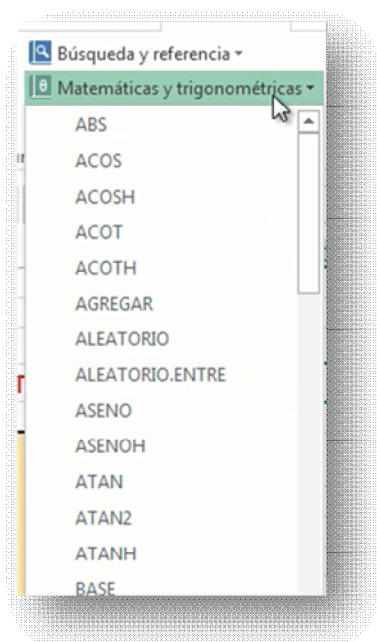 Búsqueda y referencia
Matemáticas y trigonométricas
ABS
ACOS
ACOSH
ACOT
ACOTH
AGREGAR
ALEATORIO
ALEATORIO.ENTRE
ASENO
ASENOH
ATAN
ATAN2
ATANH
BASE